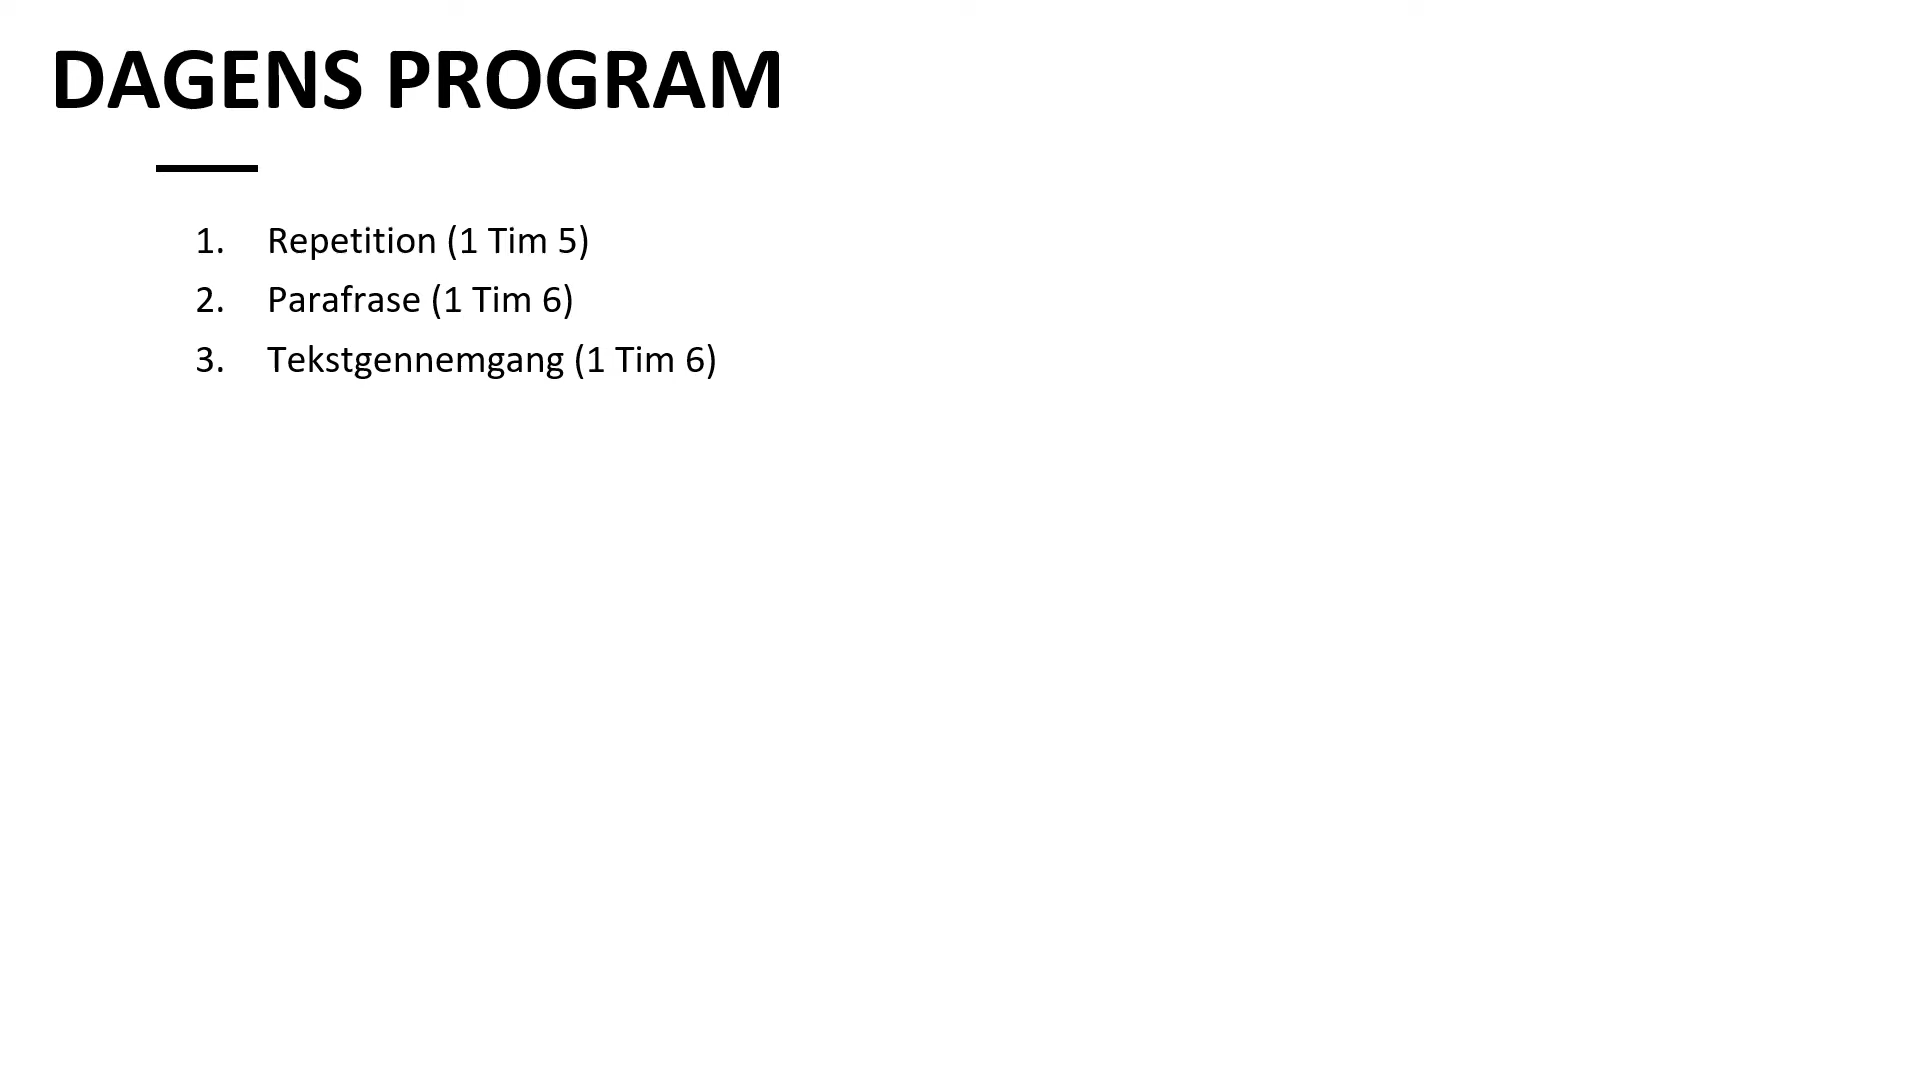 DAGENS PROGRAM
1. Repetition (1 Tim 5)
2. Parafrase (1 Tim 6)
3. Tekstgennemgang (1 Tim 6)